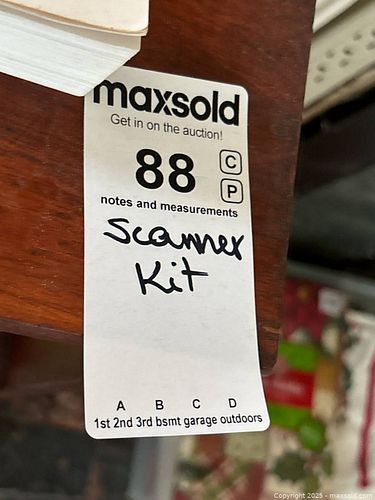 maxsold
Get in on the auction!
88
C
P
notes and measurements
Scanner
Kit
A B C D
1st 2nd 3rd bsmt garage outdoors
Copyright © 2025 - maxsold.com